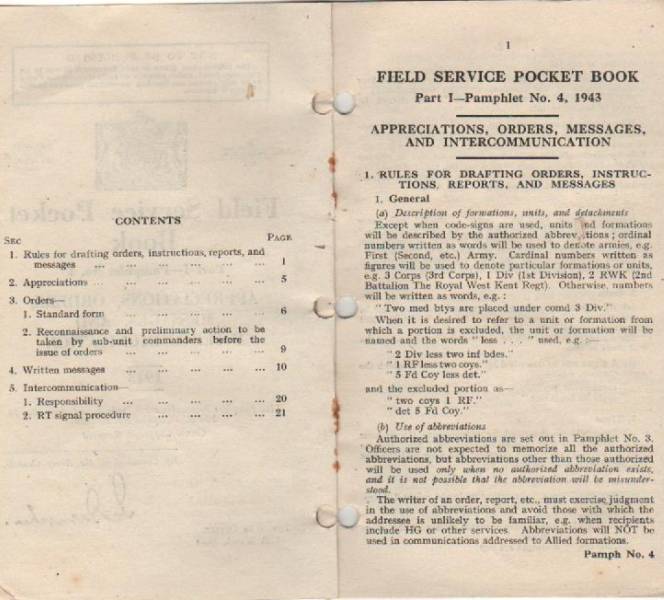 CONTENTS
SEC PAGE
1. Rules for drafting orders, instructions, reports, and
messages ... ... ... ... ... ... 1
2. Appreciations ... ... ... ... ... ... 5
3. Orders—
1. Standard form ... ... ... ... ... 6
2. Reconnaissance and preliminary action to be
taken by sub-unit commanders before the
issue of orders ... ... ... ... ... 9
4. Written messages ... ... ... ... ... 10
5. Intercommunication—
1. Responsibility ... ... ... ... ... 20
2. RT signal procedure ... ... ... ... 21
1
FIELD SERVICE POCKET BOOK
Part I—Pamphlet No. 4, 1943
APPRECIATIONS, ORDERS, MESSAGES,
AND INTERCOMMUNICATION
1. RULES FOR DRAFTING ORDERS, INSTRUC-
TIONS, REPORTS, AND MESSAGES
1. General
(a) Description of formations, units, and detachments
Except when code-signs are used, units and formations
will be described by the authorized abbreviations; ordinal
numbers written as words will be used to denote armies, e.g.
First (Second, etc.) Army. Cardinal numbers written as
figures will be used to denote particular formations or units,
e.g. 3 Corps (3rd Corps), 1 Div (1st Division), 2 RWK (2nd
Battalion The Royal West Kent Regt). Otherwise, numbers
will be written as words, e.g.:
"Two med btys are placed under comd 3 Div."
When it is desired to refer to a unit or formation from
which a portion is excluded, the unit or formation will be
named and the words "less . . ." used, e.g. :—
"2 Div less two inf bdes."
"1 RF less two coys."
"5 Fd Coy less det."
and the excluded portion as—
"two coys 1 RF."
"det 5 Fd Coy."
(b) Use of abbreviations
Authorized abbreviations are set out in Pamphlet No. 3.
Officers are not expected to memorize all the authorized
abbreviations, but abbreviations other than those authorized
will be used only when no authorized abbreviation exists,
and it is not possible that the abbreviation will be misunder-
stood.
The writer of an order, report, etc., must exercise judgment
in the use of abbreviations and avoid those with which the
addressee is unlikely to be familiar, e.g. when recipients
include HG or other services. Abbreviations will NOT be
used in communications addressed to Allied formations.
Pamph No. 4